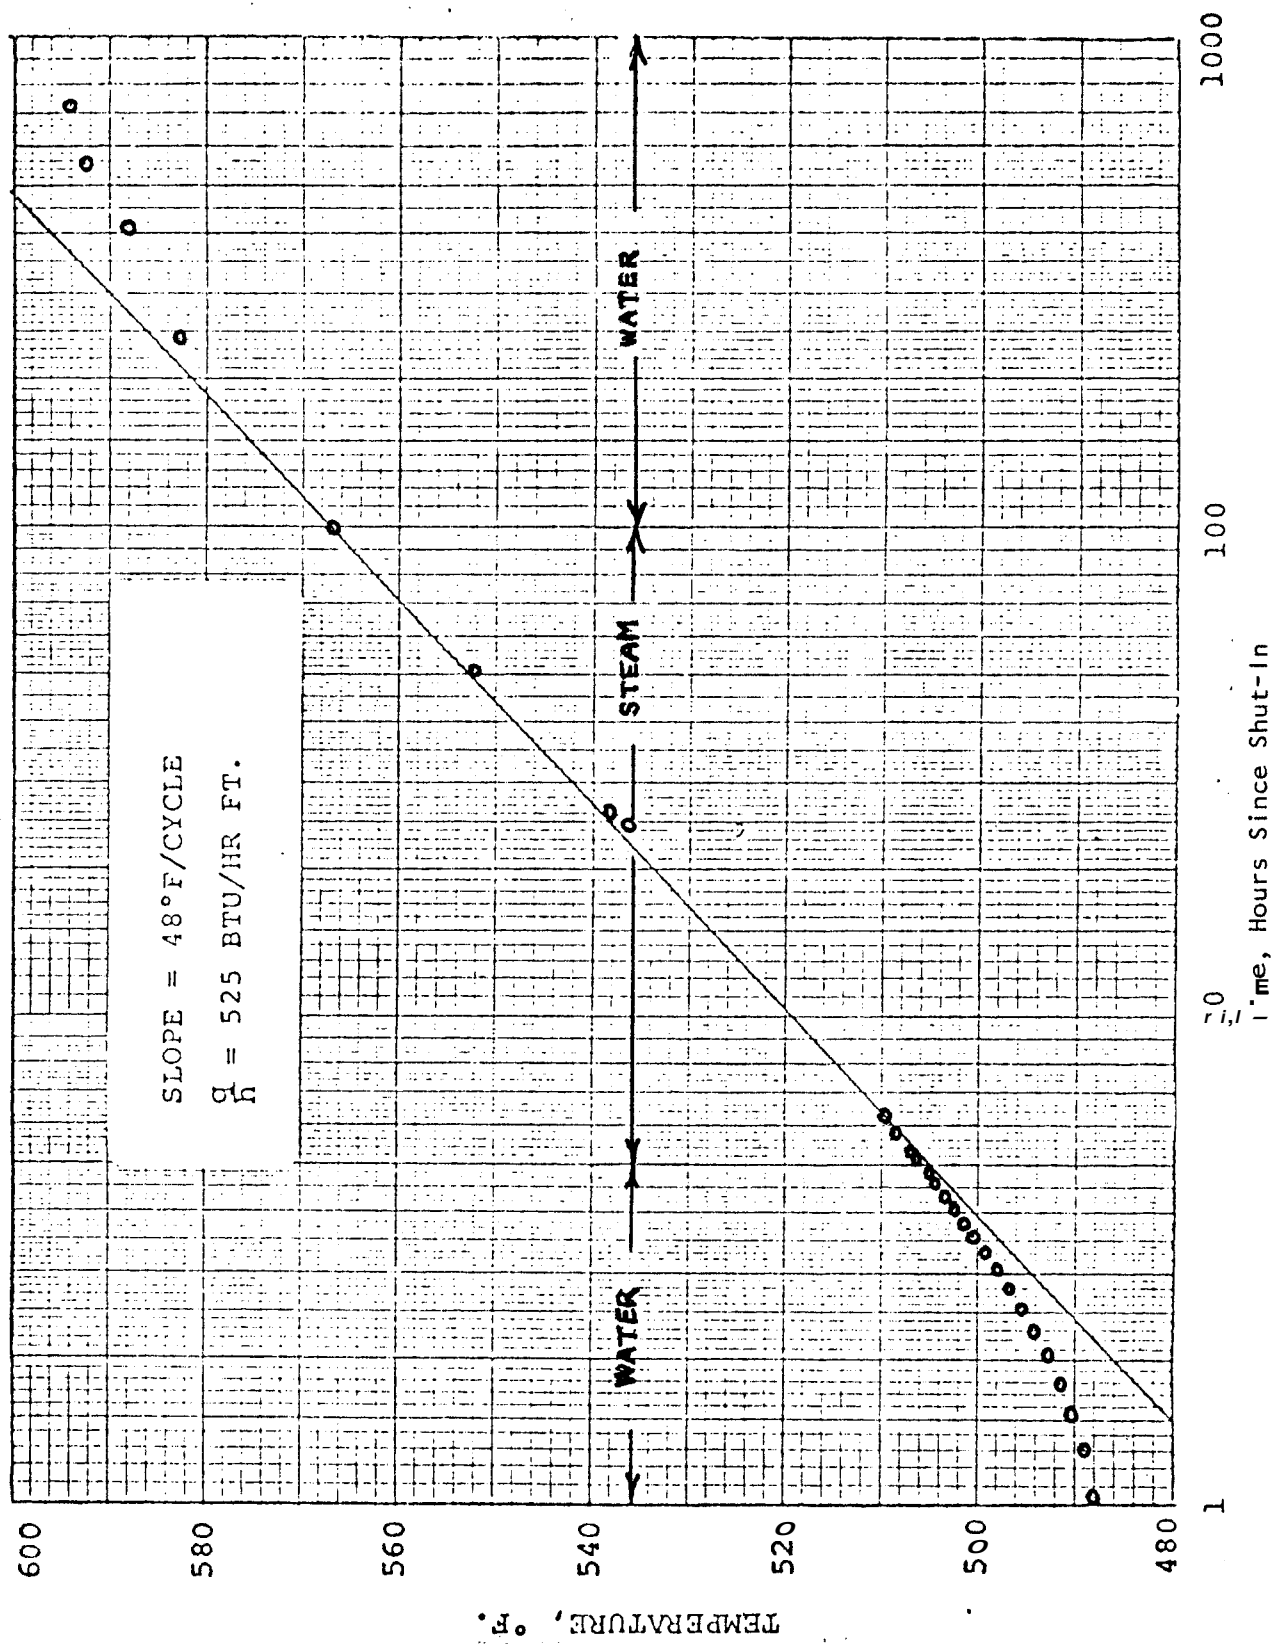 SLOPE = 48°F/CYCLE
q/h = 525 BTU/HR FT.
WATER
STEAM
WATER
600
580
560
540
520
500
480
TEMPERATURE, °F.
1
100
1000
Hours Since Shut-In